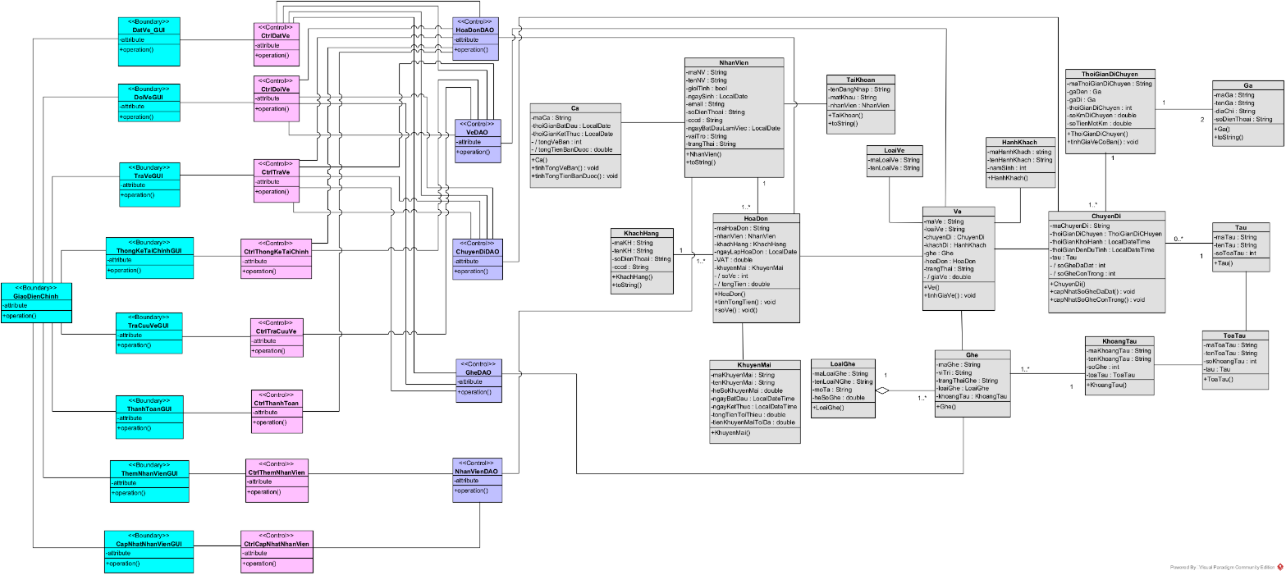 <<Boundary>>
DatVe_GUI
-attribute
+operation()
<<Boundary>>
DoiVeGUI
-attribute
+operation()
<<Boundary>>
TraVeGUI
-attribute
+operation()
<<Boundary>>
ThongKeTaiChinhGUI
-attribute
+operation()
<<Boundary>>
GiaoDienChinh
-attribute
+operation()
<<Boundary>>
TraCuuVeGUI
-attribute
+operation()
<<Boundary>>
ThanhToanGUI
-attribute
+operation()
<<Boundary>>
ThemNhanVienGUI
-attribute
+operation()
<<Boundary>>
CapNhatNhanVienGUI
-attribute
+operation()
<<Control>>
CtrlDatVe
-attribute
+operation()
<<Control>>
CtrlDoiVe
-attribute
+operation()
<<Control>>
CtrlTraVe
-attribute
+operation()
<<Control>>
CtrlThongKeTaiChinh
-attribute
+operation()
<<Control>>
CtrlTraCuuVe
-attribute
+operation()
<<Control>>
CtrlThanhToan
-attribute
+operation()
<<Control>>
CtrlThemNhanVien
-attribute
+operation()
<<Control>>
CtrlCapNhatNhanVien
-attribute
+operation()
<<Control>>
HoaDonDAO
-attribute
+operation()
<<Control>>
VeDAO
-attribute
+operation()
<<Control>>
ChuyenDiDAO
-attribute
+operation()
<<Control>>
GheDAO
-attribute
+operation()
<<Control>>
NhanVienDAO
-attribute
+operation()
Ca
-maCa : String
-thoiGianBatDau : LocalDate
-thoiGianKetThuc : LocalDate
-/ tongVeBan : int
-/ tongTienBanDuoc : double
+Ca()
+tinhTongVeBan() : void
+tinhTongTienBanDuoc() : void
NhanVien
-maNV : String
-tenNV : String
-gioiTinh : bool
-ngaySinh : LocalDate
-email : String
-soDienThoai : String
-cccd : String
-ngayBatDauLamViec : LocalDate
-vaiTro : String
-trangThai : String
+NhanVien()
+toString()
TaiKhoan
-tenDangNhap : String
-matKhau : String
-nhanVien : NhanVien
+TaiKhoan()
+toString()
LoaiVe
-maLoaiVe : String
-tenLoaiVe : String
HanhKhach
-maHanhKhach : string
-tenHanhKhach : String
-namSinh : int
+HanhKhach()
ThoiGianDiChuyen
-maThoiGianDiChuyen : String
-gaDen : Ga
-gaDi : Ga
-thoiGianDiChuyen : int
-soKmDiChuyen : double
-soTienMotKm : double
+ThoiGianDiChuyen()
+tinhGiaVeCoBan() : void
1
2
Ga
-maGa : String
-tenGa : String
-diaChi : String
-soDienThoai : String
+Ga()
+toString()
1
1..*
1
1..*
KhachHang
-maKH : String
-tenKH : String
-soDienThoai : String
-cccd : String
+KhachHang()
+toString()
1
1..*
HoaDon
-maHoaDon : String
-nhanVien : NhanVien
-khachHang : KhachHang
-ngayLapHoaDon : LocalDate
-VAT : double
-khuyenMai : KhuyenMai
-/ soVe : int
-/ tongTien : double
+HoaDon()
+tinhTongTien() : void
+soVe() : void()
Ve
-maVe : String
-loaiVe : String
-chuyenDi : ChuyenDi
-khachDi : HanhKhach
-ghe : Ghe
-hoaDon : HoaDon
-trangThai : String
-/ giaVe : double
+Ve()
+tinhGiaVe() : void
ChuyenDi
-maChuyenDi : String
-thoiGianDiChuyen : ThoiGianDiChuyen
-thoiGianKhoiHanh : LocalDateTime
-thoiGianDenDuTinh : LocalDateTime
-tau : Tau
-/ soGheDaDat : int
-/ soGheConTrong : int
+ChuyenDi()
+capNhatSoGheDaDat() : void
+capNhatSoGheConTrong() : void
0..*
1
Tau
-maTau : String
-tenTau : String
-soToaTau : int
+Tau()
KhuyenMai
-maKhuyenMai : String
-tenKhuyenMai : String
-heSoKhuyenMai : double
-ngayBatDau : LocalDateTime
-ngayKetThuc : LocalDateTime
-tongTienToiThieu : double
-tienKhuyenMaiToiDa : double
+KhuyenMai()
LoaiGhe
-maLoaiGhe : String
-tenLoaiNGhe : String
-moTa : String
-heSoGhe : double
+LoaiGhe()
1
1..*
Ghe
-maGhe : String
-viTri : String
-trangThaiGhe : String
-loaiGhe : LoaiGhe
-khoangTau : KhoangTau
+Ghe()
1..*
1
KhoangTau
-maKhoangTau : String
-tenKhoangTau : String
-soGhe : int
-toaTau : ToaTau
+KhoangTau()
ToaTau
-maToaTau : String
-tenToaTau : String
-soKhoangTau : int
-tau : Tau
+ToaTau()
Powered By: Visual Paradigm Community Edition